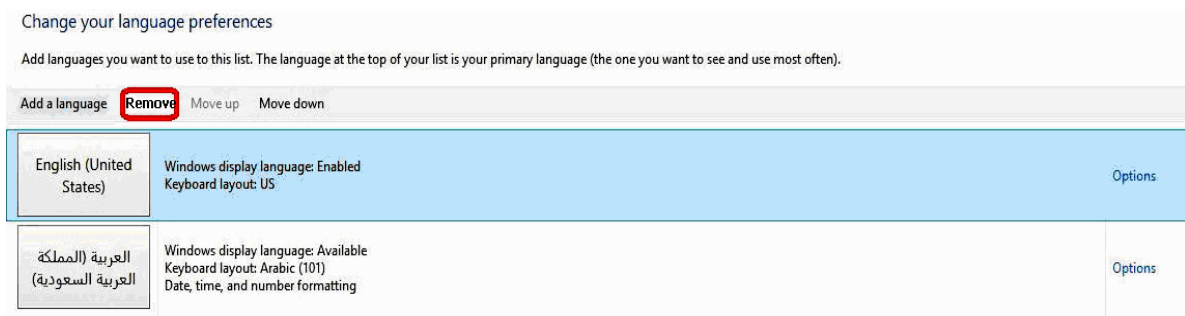 Change your language preferences
Add languages you want to use to this list. The language at the top of your list is your primary language (the one you want to see and use most often).
Add a language Remove Move up Move down
English (United States)
Windows display language: Enabled
Keyboard layout: US
Options
العربية (المملكة
العربية السعودية)
Windows display language: Available
Keyboard layout: Arabic (101)
Date, time, and number formatting
Options